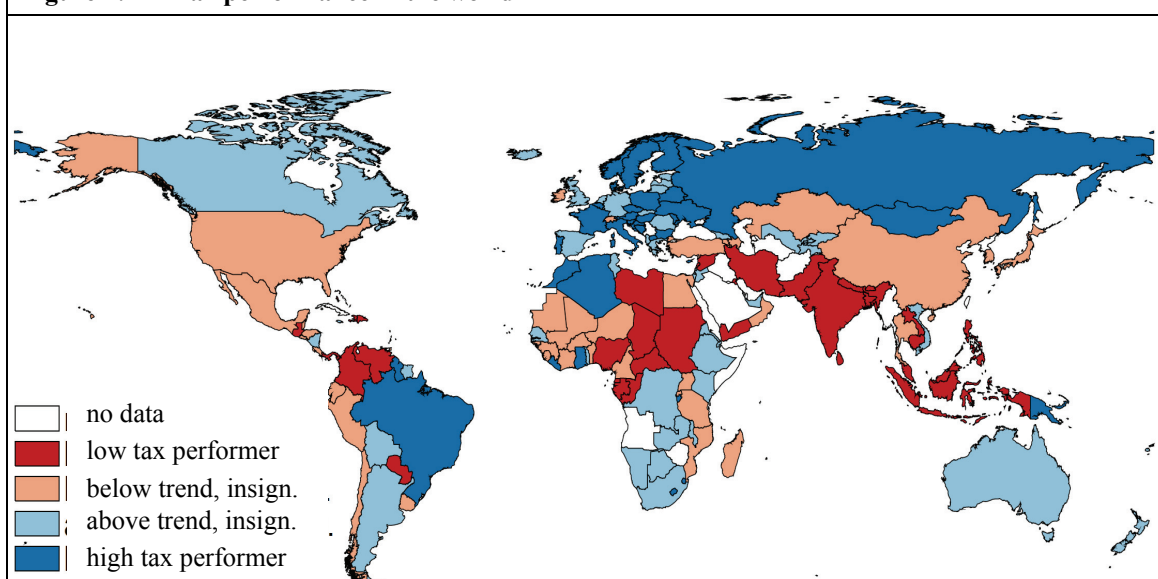 no data
low tax performer
below trend, insign.
above trend, insign.
high tax performer